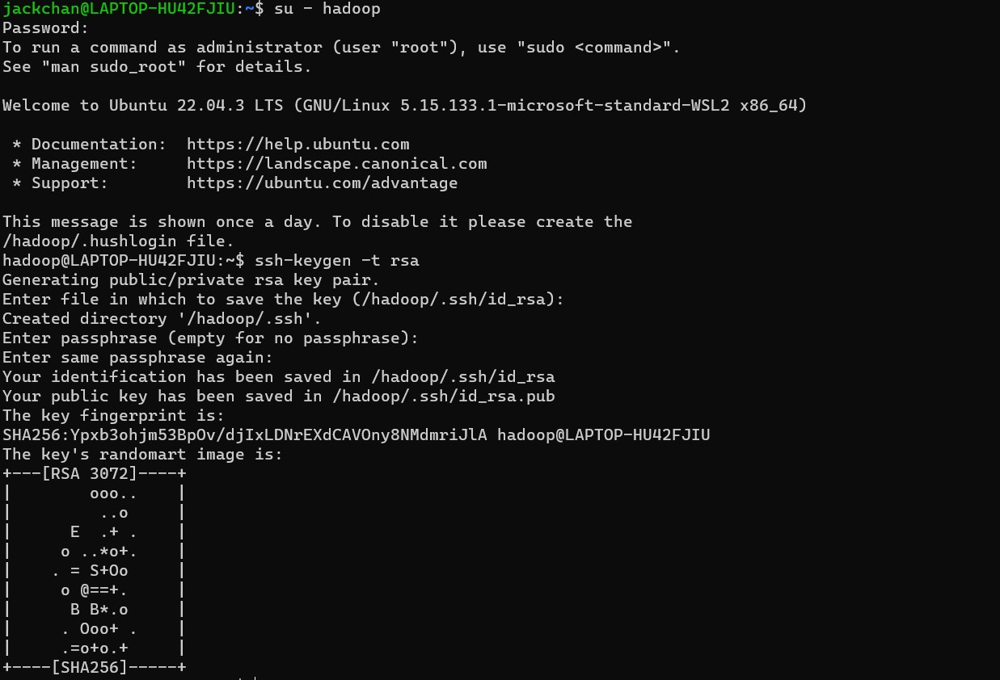 jackchan@LAPTOP-HU42FJIU:~$ su - hadoop
Password:
To run a command as administrator (user "root"), use "sudo <command>".
See "man sudo_root" for details.

Welcome to Ubuntu 22.04.3 LTS (GNU/Linux 5.15.133.1-microsoft-standard-WSL2 x86_64)

 * Documentation:  https://help.ubuntu.com
 * Management:     https://landscape.canonical.com
 * Support:        https://ubuntu.com/advantage

This message is shown once a day. To disable it please create the
/hadoop/.hushlogin file.
hadoop@LAPTOP-HU42FJIU:~$ ssh-keygen -t rsa
Generating public/private rsa key pair.
Enter file in which to save the key (/hadoop/.ssh/id_rsa):
Created directory '/hadoop/.ssh'.
Enter passphrase (empty for no passphrase):
Enter same passphrase again:
Your identification has been saved in /hadoop/.ssh/id_rsa
Your public key has been saved in /hadoop/.ssh/id_rsa.pub
The key fingerprint is:
SHA256:Ypxb3ohjm53BpOv/djIxLDNrEXdCAVOny8NMdmriJlA hadoop@LAPTOP-HU42FJIU
The key's randomart image is:
+---[RSA 3072]----+
|        ooo..    |
|         ..o     |
|      E  .+ .    |
|     o ..*o+.    |
|    . = S+Oo     |
|     o @==+.     |
|      B B*.o     |
|     . Ooo+ .    |
|     .=o+o.+     |
+----[SHA256]-----+